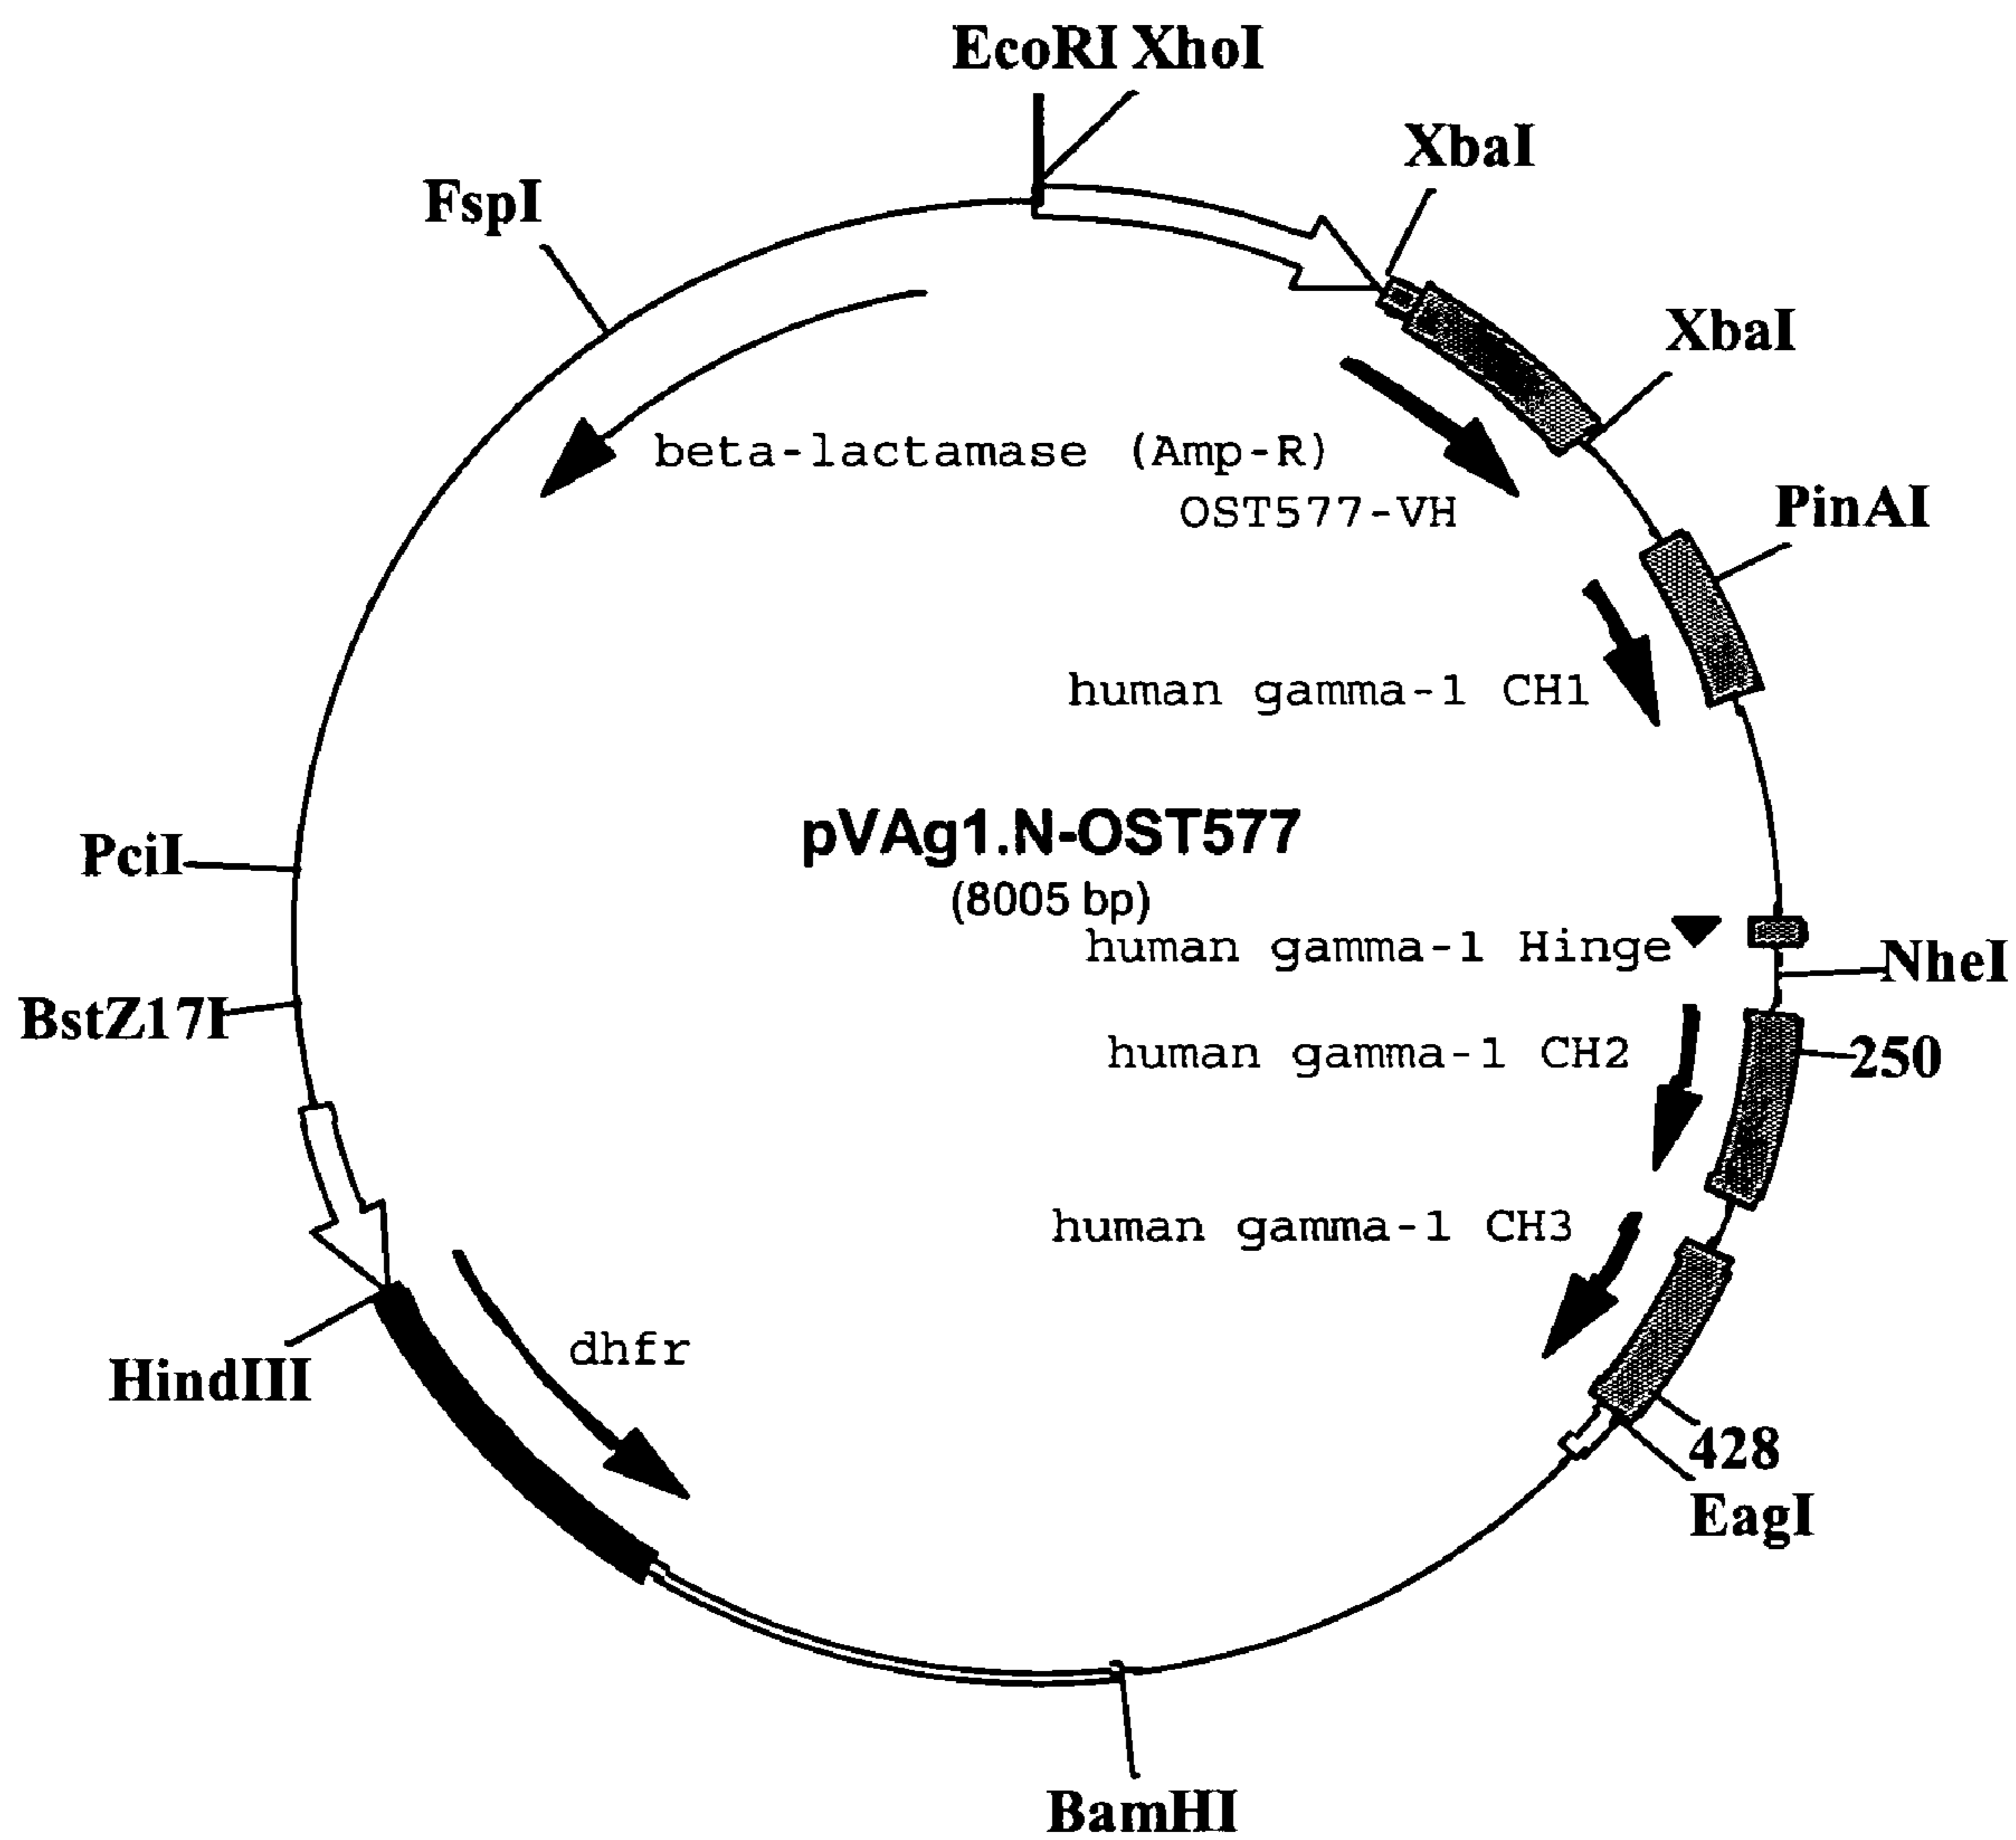 EcoRI XhoI
XbaI
FspI
XbaI
beta-lactamase (Amp-R)
OST577-VH
PinAI
human gamma-1 CH1
pVAg1.N-OST577
(8005 bp)
PciI
human gamma-1 Hinge
NheI
BstZ17I
human gamma-1 CH2
250
human gamma-1 CH3
dhfr
HindIII
428
EagI
BamHI